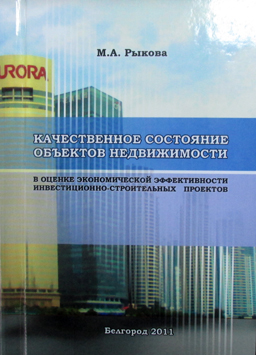 М.А. Рыкова
URORA
КАЧЕСТВЕННОЕ СОСТОЯНИЕ
ОБЪЕКТОВ НЕДВИЖИМОСТИ
В ОЦЕНКЕ ЭКОНОМИЧЕСКОЙ ЭФФЕКТИВНОСТИ
ИНВЕСТИЦИОННО-СТРОИТЕЛЬНЫХ ПРОЕКТОВ
Белгород 2011